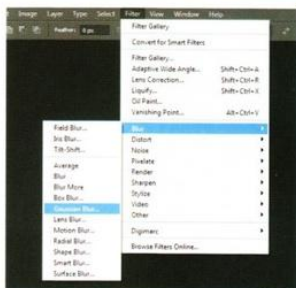 Image Layer Type Select Filter View Window Help
Feather: 0 px
Filter Gallery
Convert for Smart Filters
Filter Gallery...
Adaptive Wide Angle... Shift+Ctrl+A
Lens Correction... Shift+Ctrl+R
Liquify... Shift+Ctrl+X
Oil Paint...
Vanishing Point... Alt+Ctrl+V
Blur
Distort
Noise
Pixelate
Render
Sharpen
Stylize
Video
Other
Digimarc
Browse Filters Online...
Field Blur...
Iris Blur...
Tilt-Shift...
Average
Blur
Blur More
Box Blur...
Gaussian Blur...
Lens Blur...
Motion Blur...
Radial Blur...
Shape Blur...
Smart Blur...
Surface Blur...